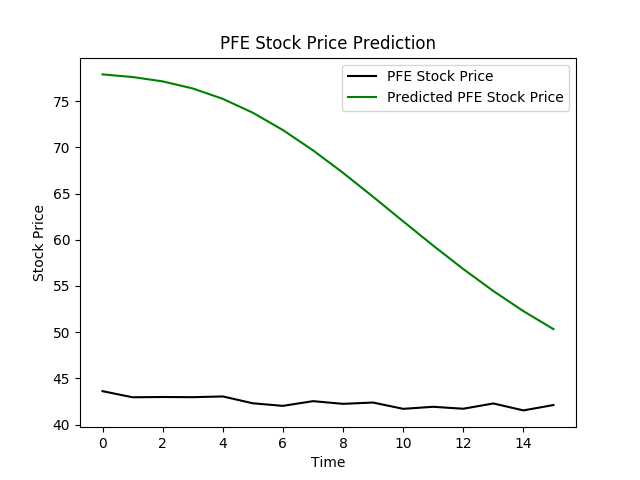 PFE Stock Price Prediction
PFE Stock Price
Predicted PFE Stock Price
75
70
65
60
55
50
45
40
Stock Price
0 2 4 6 8 10 12 14
Time